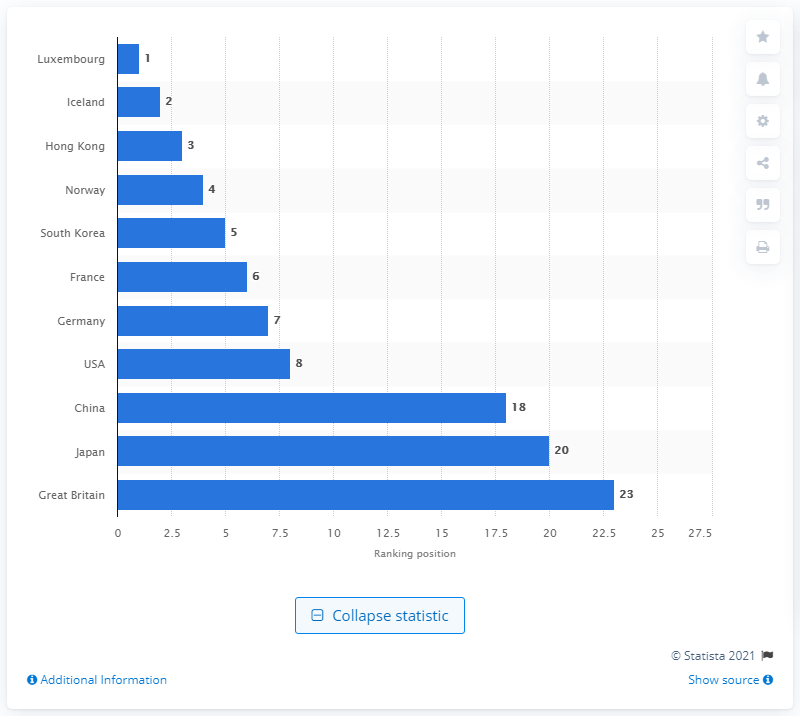 Luxembourg 1
Iceland 2
Hong Kong 3
Norway 4
South Korea 5
France 6
Germany 7
USA 8
China 18
Japan 20
Great Britain 23
0 2.5 5 7.5 10 12.5 15 17.5 20 22.5 25 27.5
Ranking position
Collapse statistic
© Statista 2021
Additional Information Show source